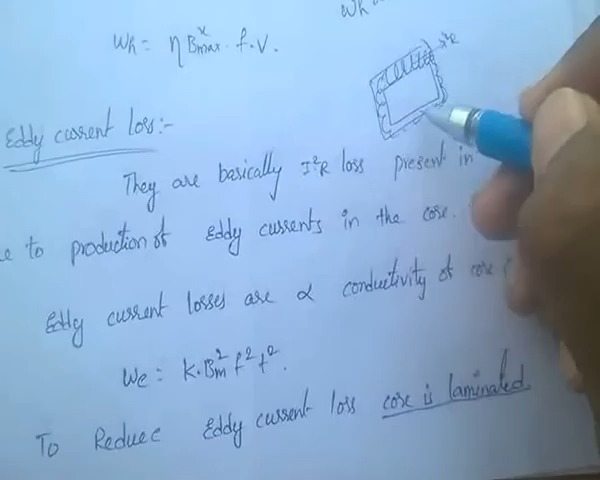 Wh
Wh = η Bmax^x . f . V .
I²R
Eddy current loss :-
They are basically I²R loss present in
to production of Eddy currents in the core.
Eddy current losses are α conductivity of core
We = K.Bm² f² t² .
To Reduce Eddy current loss core is laminated.